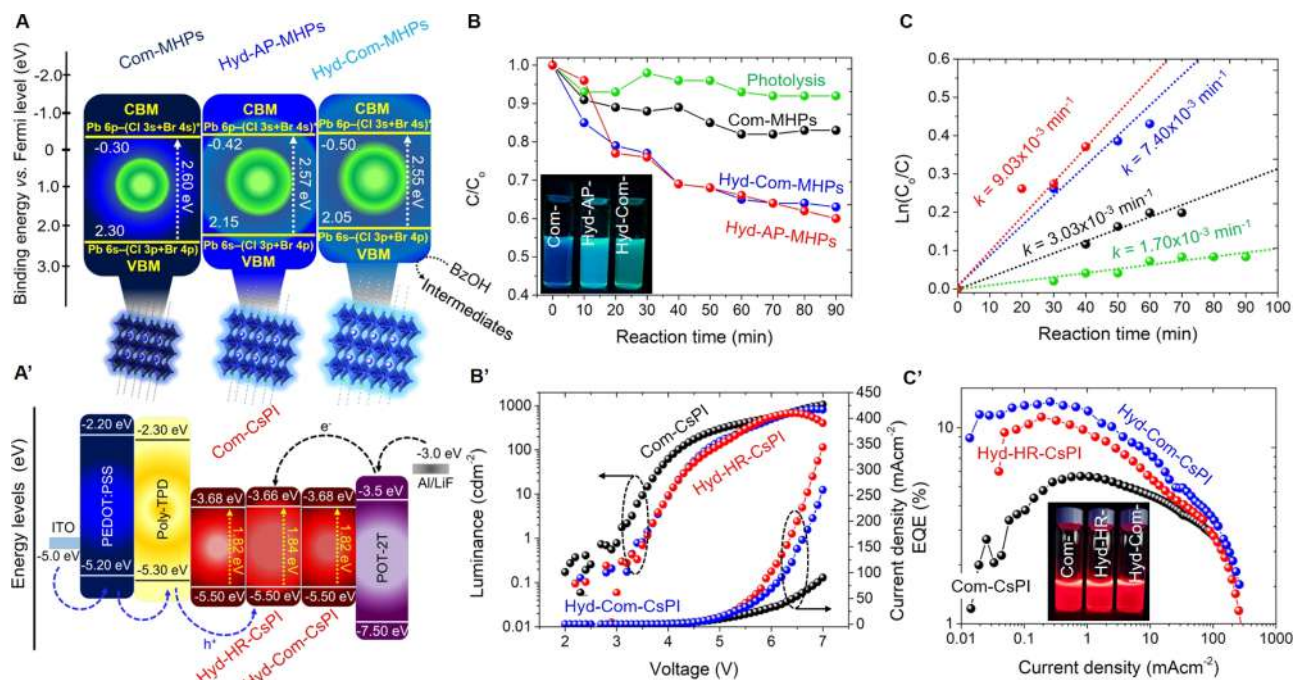 A
Com-MHPs
Hyd-AP-MHPs
Hyd-Com-MHPs
Binding energy vs. Fermi level (eV)
-2.0
-1.0
0
1.0
2.0
3.0
CBM
Pb 6p–(Cl 3s+Br 4s)*
-0.30
2.60 eV
2.30
Pb 6s–(Cl 3p+Br 4p)
VBM
CBM
Pb 6p–(Cl 3s+Br 4s)*
-0.42
2.57 eV
2.15
Pb 6s–(Cl 3p+Br 4p)
VBM
CBM
Pb 6p–(Cl 3s+Br 4s)*
-0.50
2.55 eV
2.05
Pb 6s–(Cl 3p+Br 4p)
VBM
BzOH
Intermediates
B
C/Co
1.0
0.9
0.8
0.7
0.6
0.5
0.4
Photolysis
Com-MHPs
Hyd-Com-MHPs
Hyd-AP-MHPs
Com-
Hyd-AP-
Hyd-Com-
0 10 20 30 40 50 60 70 80 90
Reaction time (min)
C
Ln(Co/C)
0.6
0.5
0.4
0.3
0.2
0.1
0.0
k = 9.03x10⁻³ min⁻¹
k = 7.40x10⁻³ min⁻¹
k = 3.03x10⁻³ min⁻¹
k = 1.70x10⁻³ min⁻¹
0 20 40 60 80 100
Reaction time (min)
A'
Energy levels (eV)
ITO
-5.0 eV
-2.20 eV
PEDOT:PSS
-5.20 eV
-2.30 eV
Poly-TPD
-5.30 eV
h⁺
Com-CsPI
-3.68 eV
1.82 eV
-5.50 eV
-3.66 eV
1.84 eV
-5.50 eV
Hyd-HR-CsPI
-3.68 eV
1.82 eV
-5.50 eV
Hyd-Com-CsPI
e⁻
-3.5 eV
POT-2T
-7.50 eV
-3.0 eV
Al/LiF
B'
Luminance (cdm⁻²)
1000
100
10
1
0.1
0.01
Com-CsPI
Hyd-HR-CsPI
Hyd-Com-CsPI
450
400
350
300
250
200
150
100
50
0
Current density (mAcm⁻²)
2 3 4 5 6 7
Voltage (V)
C'
EQE (%)
10
1
Hyd-Com-CsPI
Hyd-HR-CsPI
Com-CsPI
Com-
Hyd-HR-
Hyd-Com-
0.01 0.1 1 10 100 1000
Current density (mAcm⁻²)